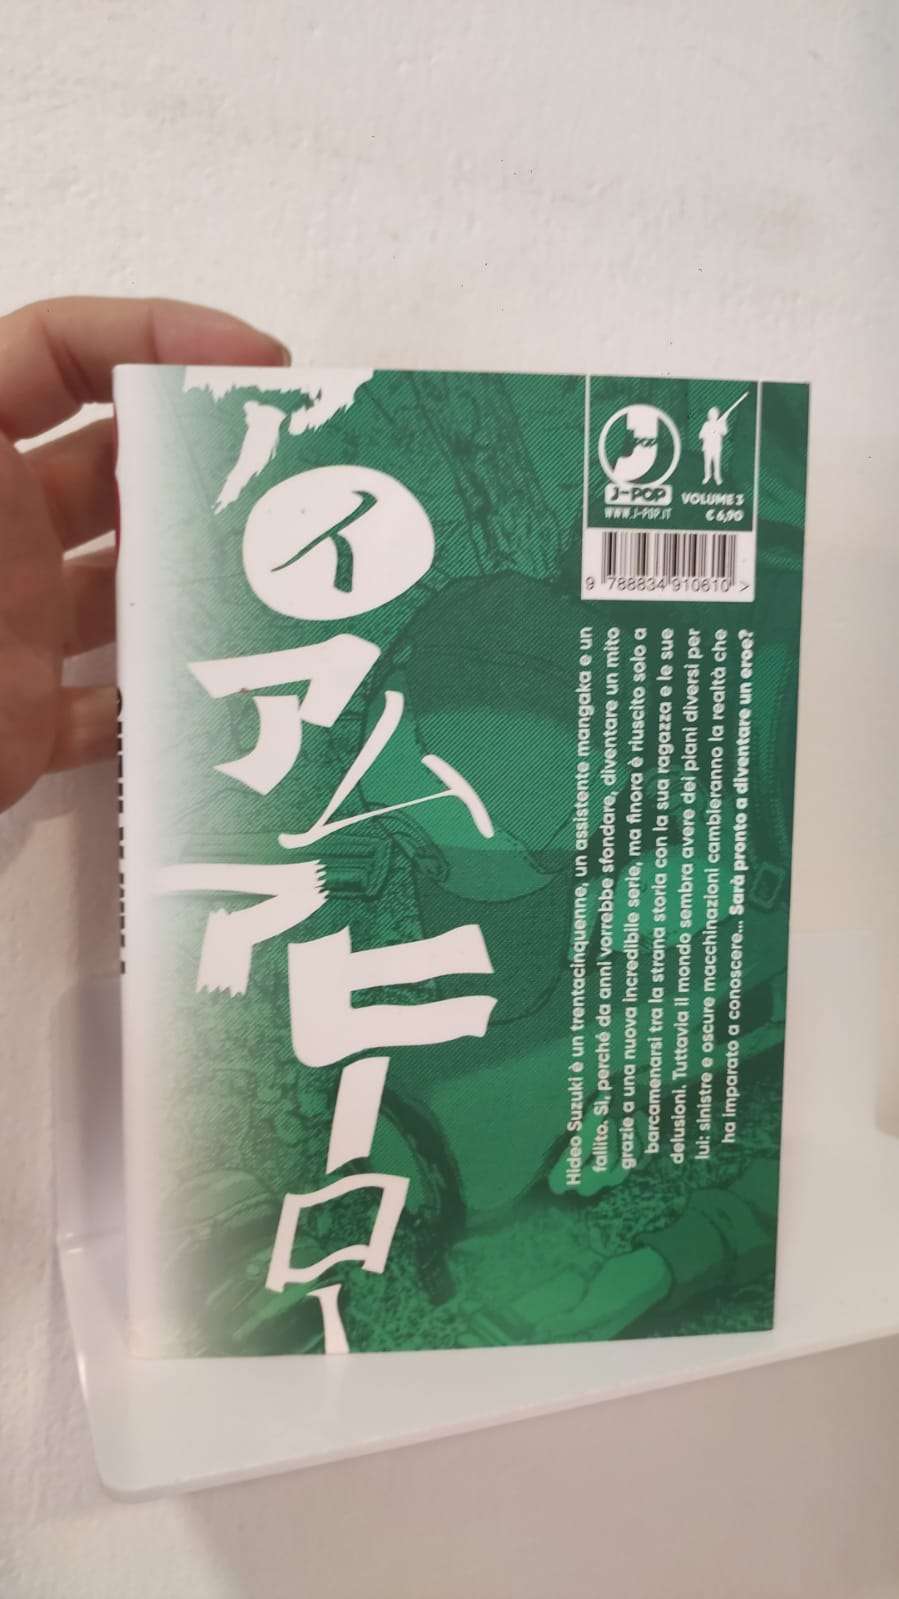 アイアムア
ヒーロー
J-POP
J-POP
WWW.J-POP.IT
VOLUME 3
€ 6,90
9 788834 910610 >
Hideo Suzuki è un trentacinquenne, un assistente mangaka e un
fallito. Sì, perché da anni vorrebbe sfondare, diventare un mito
grazie a una nuova incredibile serie, ma finora è riuscito solo a
barcamenarsi tra la strana storia con la sua ragazza e le sue
delusioni. Tuttavia il mondo sembra avere dei piani diversi per
lui: sinistre e oscure macchinazioni cambieranno la realtà che
ha imparato a conoscere... Sarà pronto a diventare un eroe?